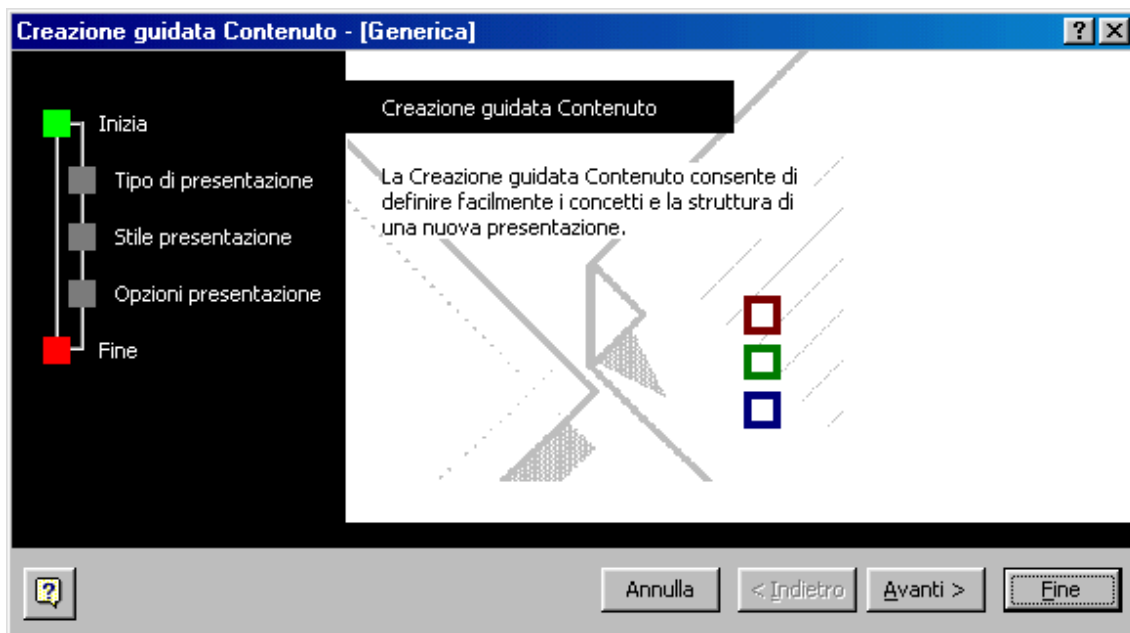 Creazione guidata Contenuto - [Generica]
Inizia
Tipo di presentazione
Stile presentazione
Opzioni presentazione
Fine
Creazione guidata Contenuto
La Creazione guidata Contenuto consente di
definire facilmente i concetti e la struttura di
una nuova presentazione.
Annulla
< Indietro
Avanti >
Fine